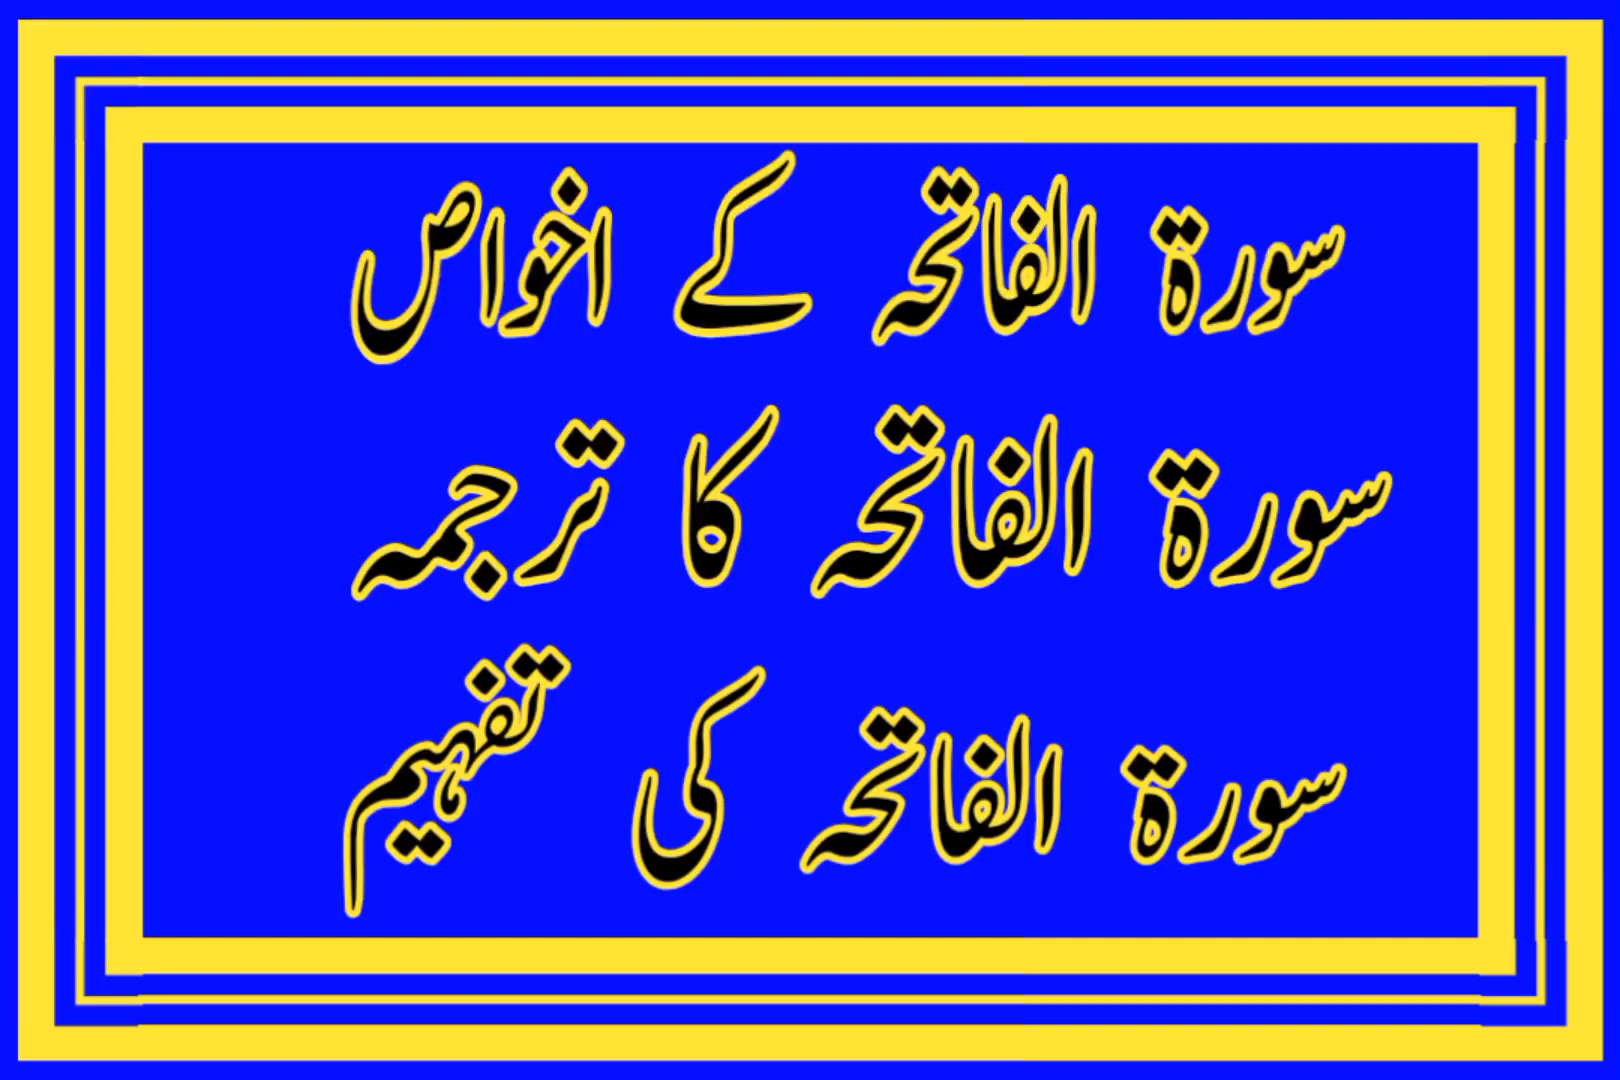 سورۃ الفاتحہ کے اخواص
سورۃ الفاتحہ کا ترجمہ
سورۃ الفاتحہ کی تفہیم